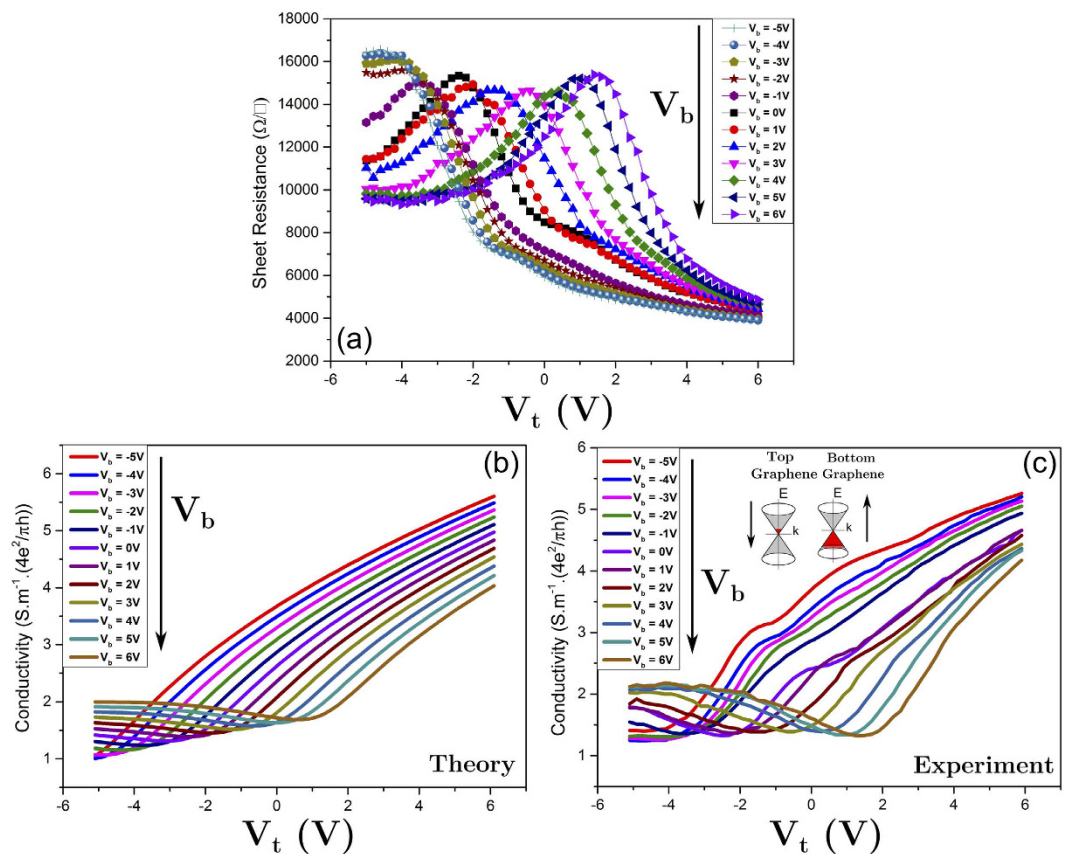 18000
16000
14000
12000
10000
8000
6000
4000
2000
Sheet Resistance (Ω/□)
-6 -4 -2 0 2 4 6
V_t (V)
(a)
V_b
V_b = -5V
V_b = -4V
V_b = -3V
V_b = -2V
V_b = -1V
V_b = 0V
V_b = 1V
V_b = 2V
V_b = 3V
V_b = 4V
V_b = 5V
V_b = 6V
6
5
4
3
2
1
Conductivity (S.m⁻¹.(4e²/πh))
V_b = -5V
V_b = -4V
V_b = -3V
V_b = -2V
V_b = -1V
V_b = 0V
V_b = 1V
V_b = 2V
V_b = 3V
V_b = 4V
V_b = 5V
V_b = 6V
V_b
(b)
Theory
-6 -4 -2 0 2 4 6
V_t (V)
6
5
4
3
2
1
Conductivity (S.m⁻¹.(4e²/πh))
V_b = -5V
V_b = -4V
V_b = -3V
V_b = -2V
V_b = -1V
V_b = 0V
V_b = 1V
V_b = 2V
V_b = 3V
V_b = 4V
V_b = 5V
V_b = 6V
V_b
Top
Graphene
Bottom
Graphene
E
k
E
k
(c)
Experiment
-6 -4 -2 0 2 4 6
V_t (V)